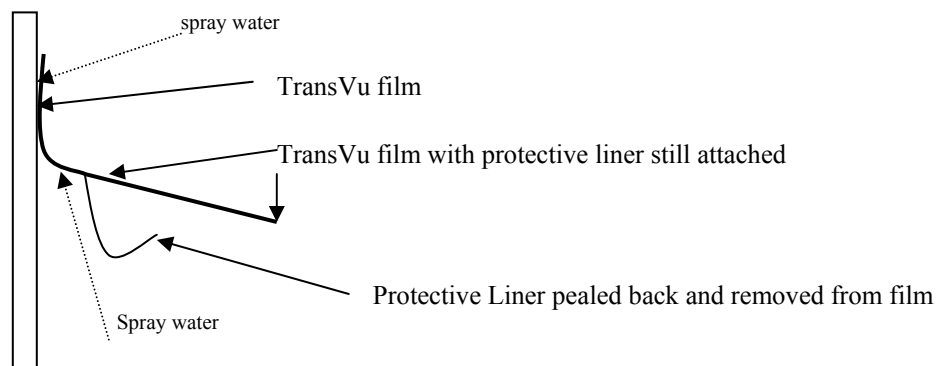 spray water
TransVu film
TransVu film with protective liner still attached
Protective Liner pealed back and removed from film
Spray water